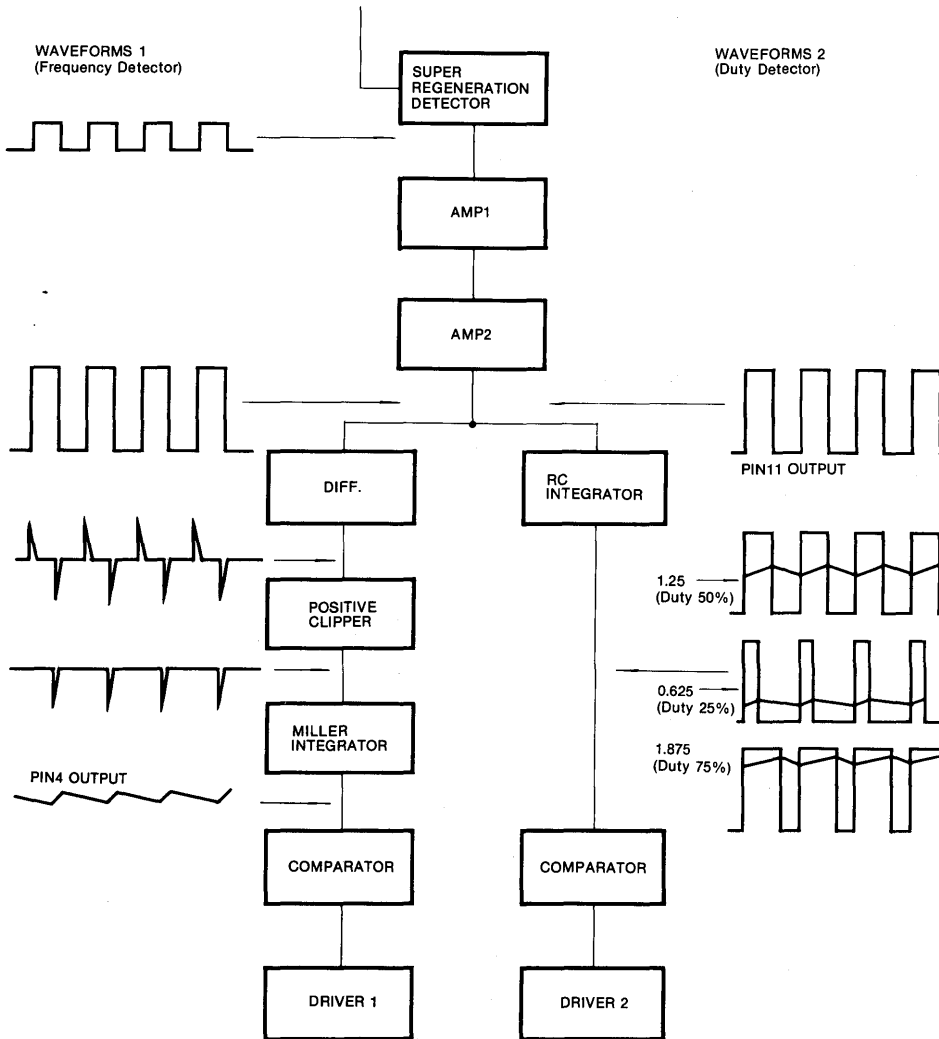 WAVEFORMS 1
(Frequency Detector)
WAVEFORMS 2
(Duty Detector)
SUPER
REGENERATION
DETECTOR
AMP1
AMP2
DIFF.
RC
INTEGRATOR
PIN11 OUTPUT
1.25
(Duty 50%)
POSITIVE
CLIPPER
0.625
(Duty 25%)
MILLER
INTEGRATOR
1.875
(Duty 75%)
PIN4 OUTPUT
COMPARATOR
COMPARATOR
DRIVER 1
DRIVER 2